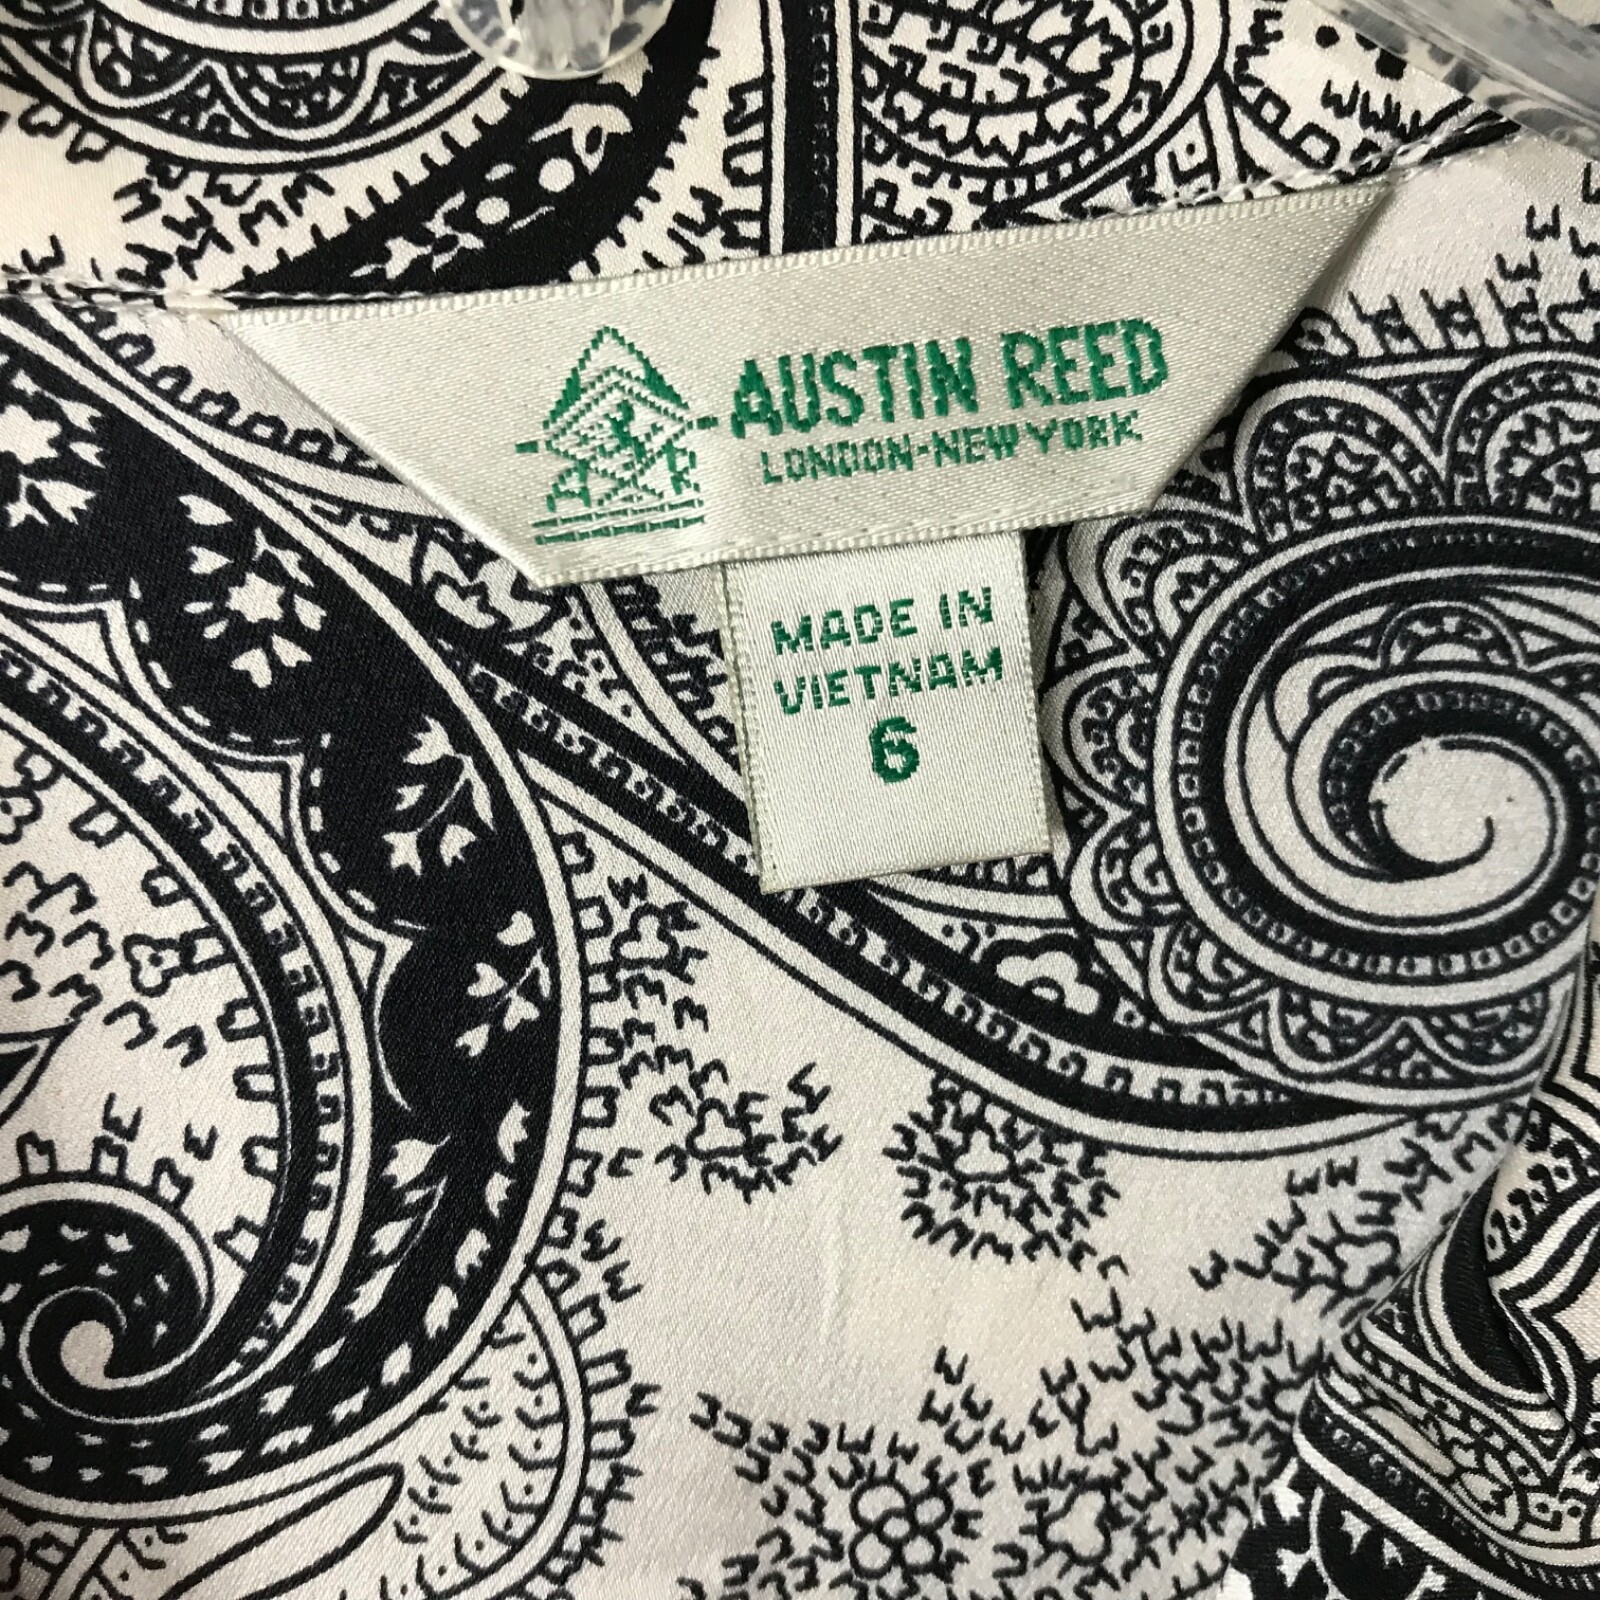 AUSTIN REED
LONDON-NEW YORK
MADE IN
VIETNAM
6